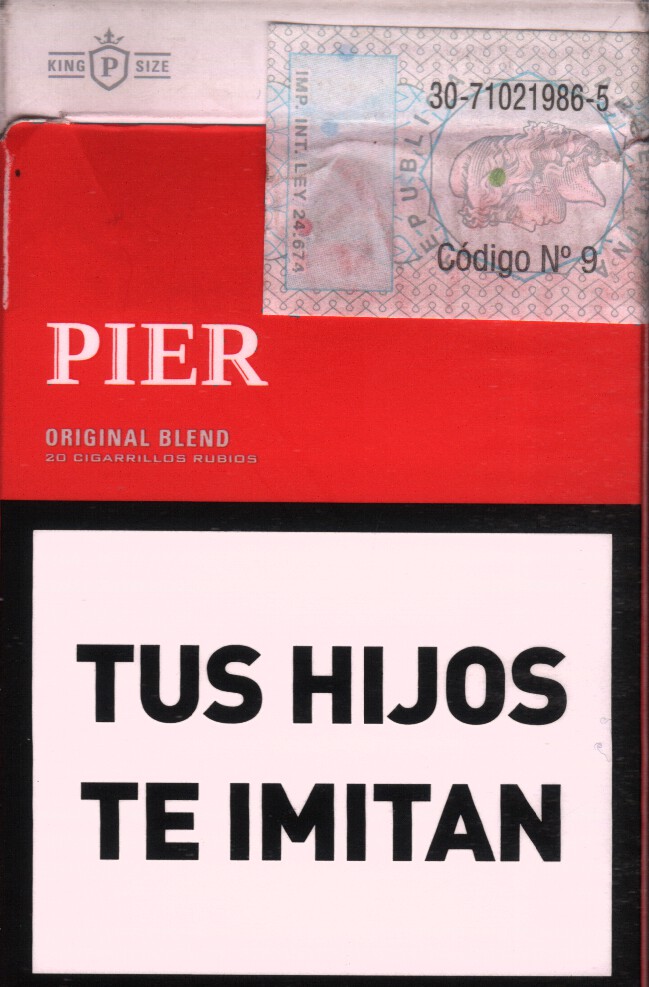 KING P SIZE
30-71021986-5
IMP. INT. LEY 24.674
REPUBLICA ARGENTINA
Código Nº 9
PIER
ORIGINAL BLEND
20 CIGARRILLOS RUBIOS
TUS HIJOS
TE IMITAN